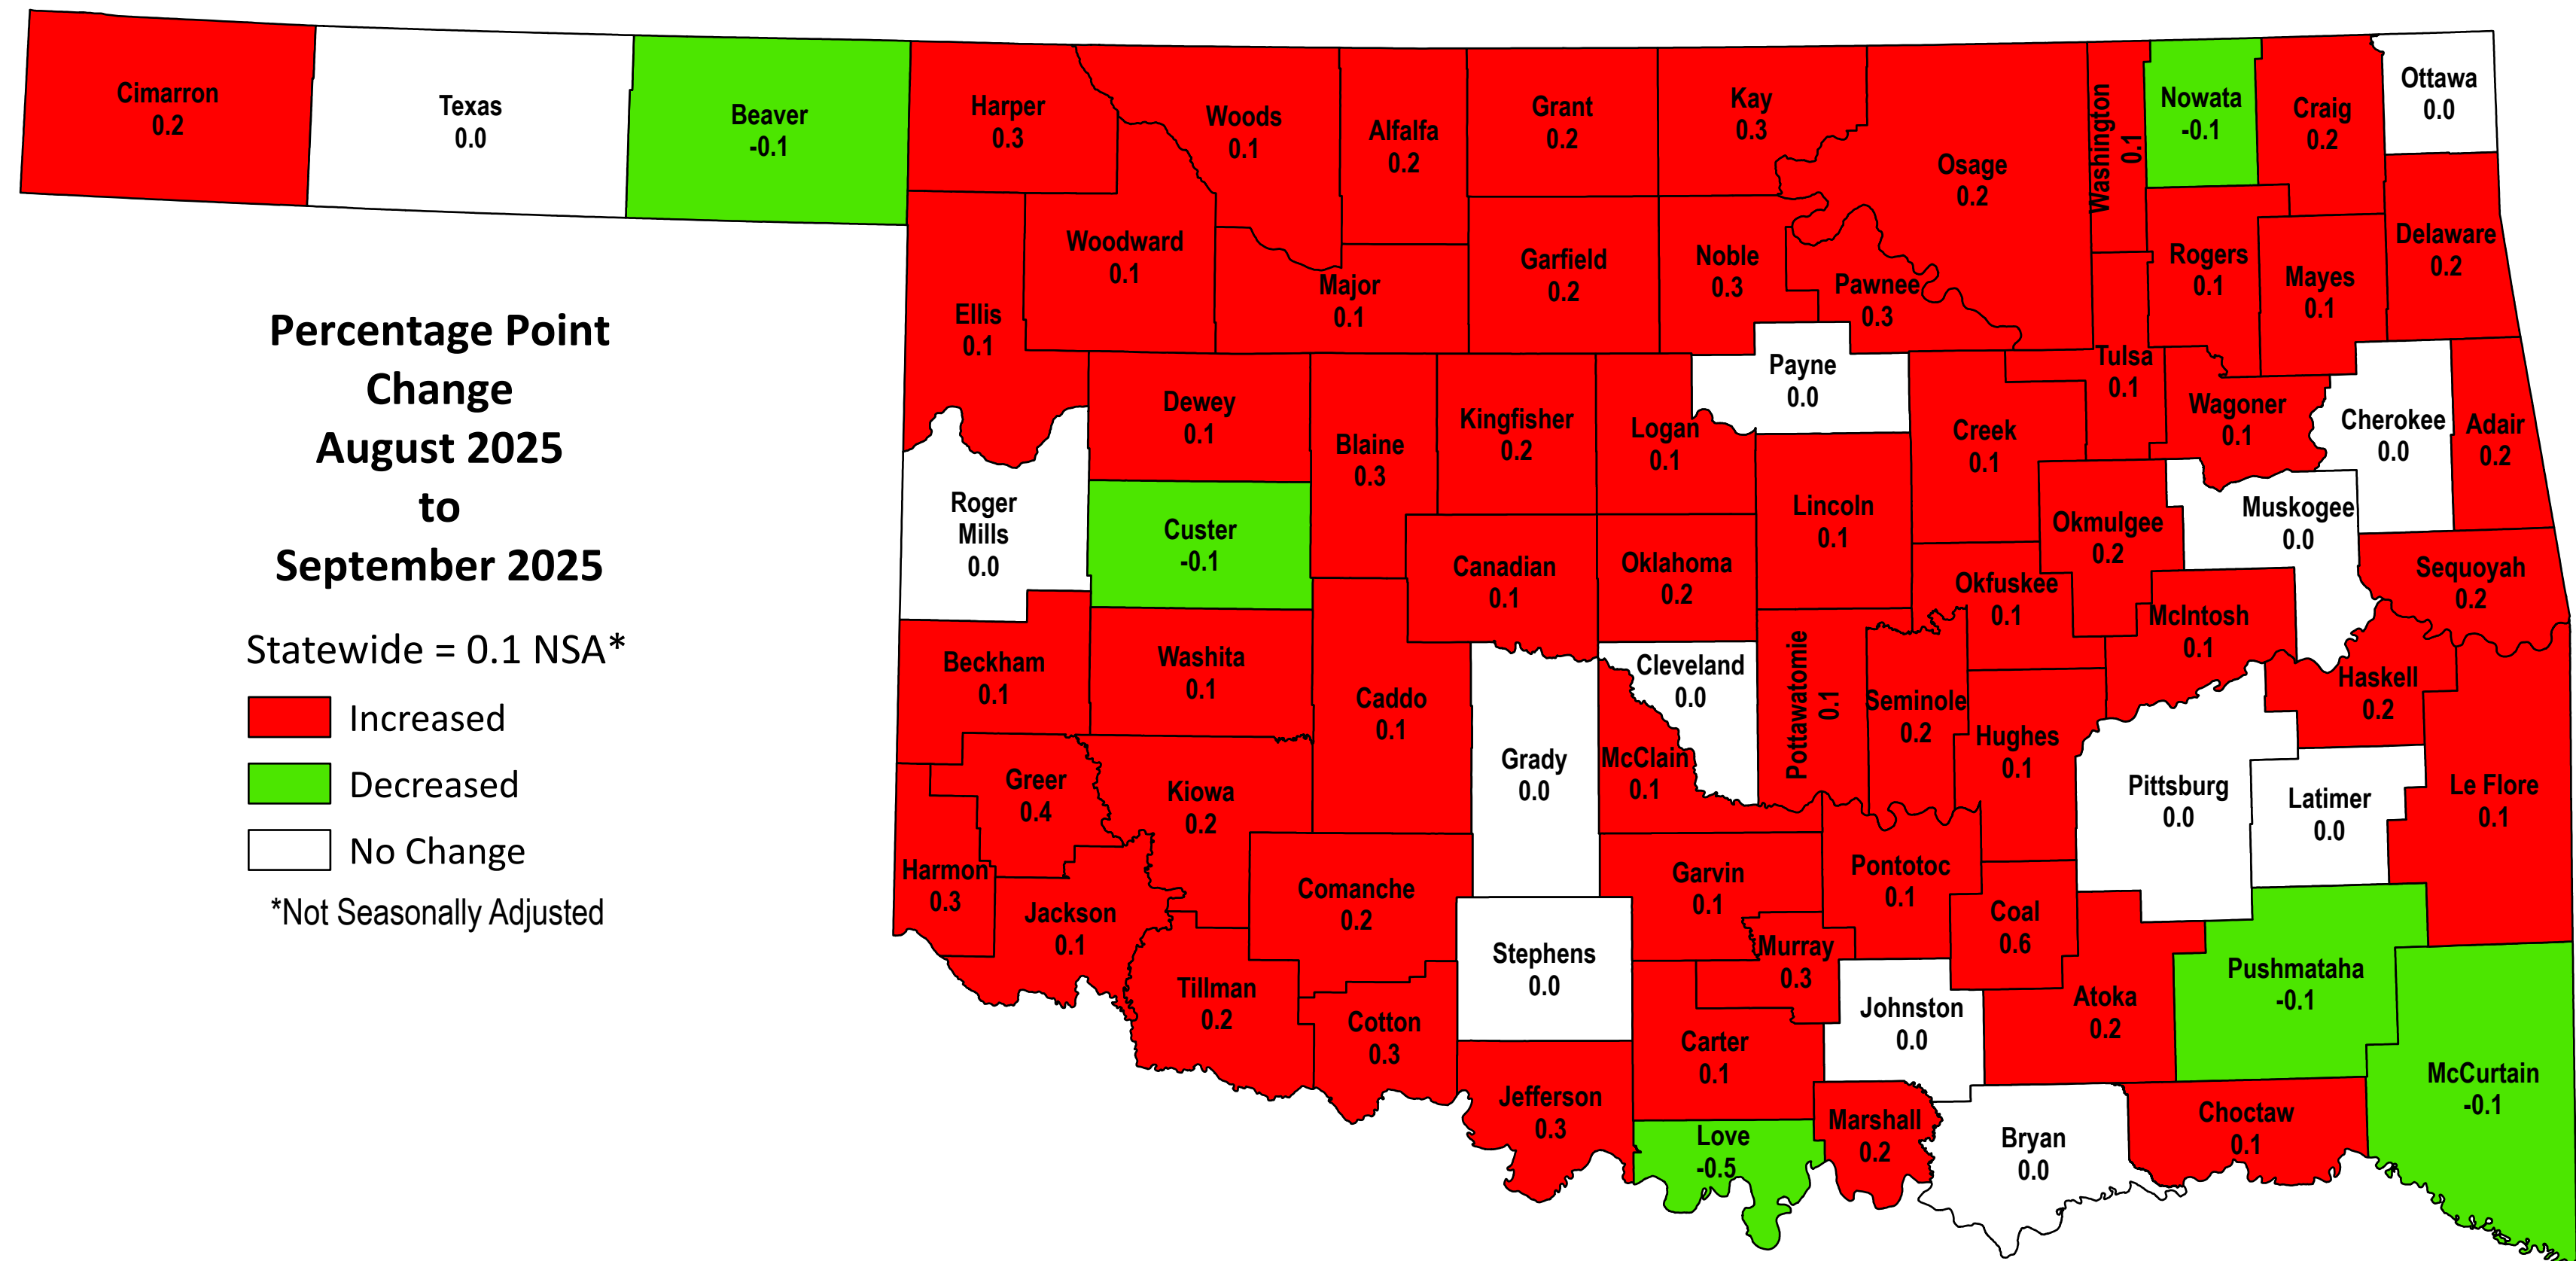 Cimarron
0.2
Texas
0.0
Beaver
-0.1
Harper
0.3
Woods
0.1
Alfalfa
0.2
Grant
0.2
Kay
0.3
Osage
0.2
Washington
0.1
Nowata
-0.1
Craig
0.2
Ottawa
0.0
Ellis
0.1
Woodward
0.1
Major
0.1
Garfield
0.2
Noble
0.3
Pawnee
0.3
Rogers
0.1
Mayes
0.1
Delaware
0.2
Percentage Point
Change
August 2025
to
September 2025
Statewide = 0.1 NSA*
Increased
Decreased
No Change
*Not Seasonally Adjusted
Dewey
0.1
Blaine
0.3
Kingfisher
0.2
Logan
0.1
Payne
0.0
Creek
0.1
Tulsa
0.1
Wagoner
0.1
Cherokee
0.0
Adair
0.2
Roger
Mills
0.0
Custer
-0.1
Canadian
0.1
Oklahoma
0.2
Lincoln
0.1
Okfuskee
0.1
Okmulgee
0.2
Muskogee
0.0
McIntosh
0.1
Sequoyah
0.2
Beckham
0.1
Washita
0.1
Caddo
0.1
Grady
0.0
Cleveland
0.0
McClain
0.1
Pottawatomie
0.1
Seminole
0.2
Hughes
0.1
Pittsburg
0.0
Haskell
0.2
Latimer
0.0
Le Flore
0.1
Greer
0.4
Kiowa
0.2
Harmon
0.3
Jackson
0.1
Comanche
0.2
Stephens
0.0
Garvin
0.1
Murray
0.3
Pontotoc
0.1
Coal
0.6
Johnston
0.0
Atoka
0.2
Pushmataha
-0.1
McCurtain
-0.1
Tillman
0.2
Cotton
0.3
Jefferson
0.3
Carter
0.1
Love
-0.5
Marshall
0.2
Bryan
0.0
Choctaw
0.1